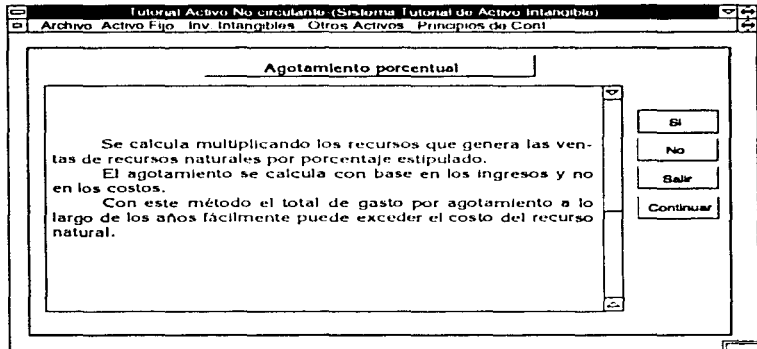 Tutorial Activo No circulante-(Sistema Tutorial de Activo Intangible)
Archivo Activo Fijo Inv. Intangibles Otros Activos Principios de Cont
Agotamiento porcentual
Se calcula multiplicando los recursos que genera las ven-
tas de recursos naturales por porcentaje estipulado.
El agotamiento se calcula con base en los ingresos y no
en los costos.
Con este método el total de gasto por agotamiento a lo
largo de los años fácilmente puede exceder el costo del recurso
natural.
Si
No
Salir
Continuar